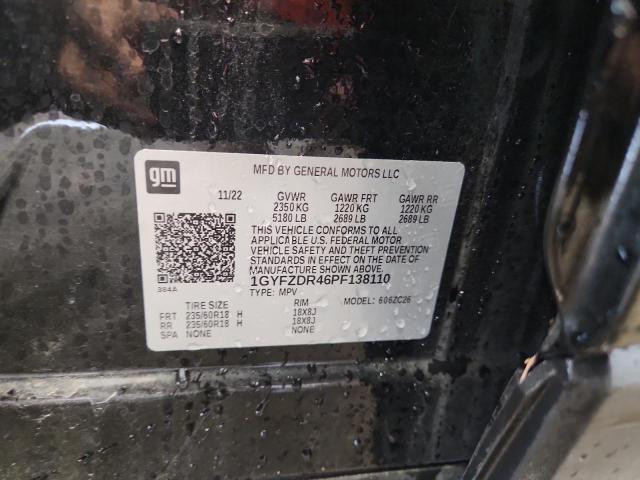 gm
MFD BY GENERAL MOTORS LLC
11/22 GVWR GAWR FRT GAWR RR
2350 KG 1220 KG 1220 KG
5180 LB 2689 LB 2689 LB
THIS VEHICLE CONFORMS TO ALL
APPLICABLE U.S. FEDERAL MOTOR
VEHICLE SAFETY AND THEFT PREVENTION
STANDARDS IN EFFECT ON THE DATE OF
MANUFACTURE SHOWN ABOVE.
1GYFZDR46PF138110
384A
TYPE: MPV MODEL: 606ZC26
TIRE SIZE RIM
FRT 235/60R18 H 18X8J
RR 235/60R18 H 18X8J
SPA NONE NONE